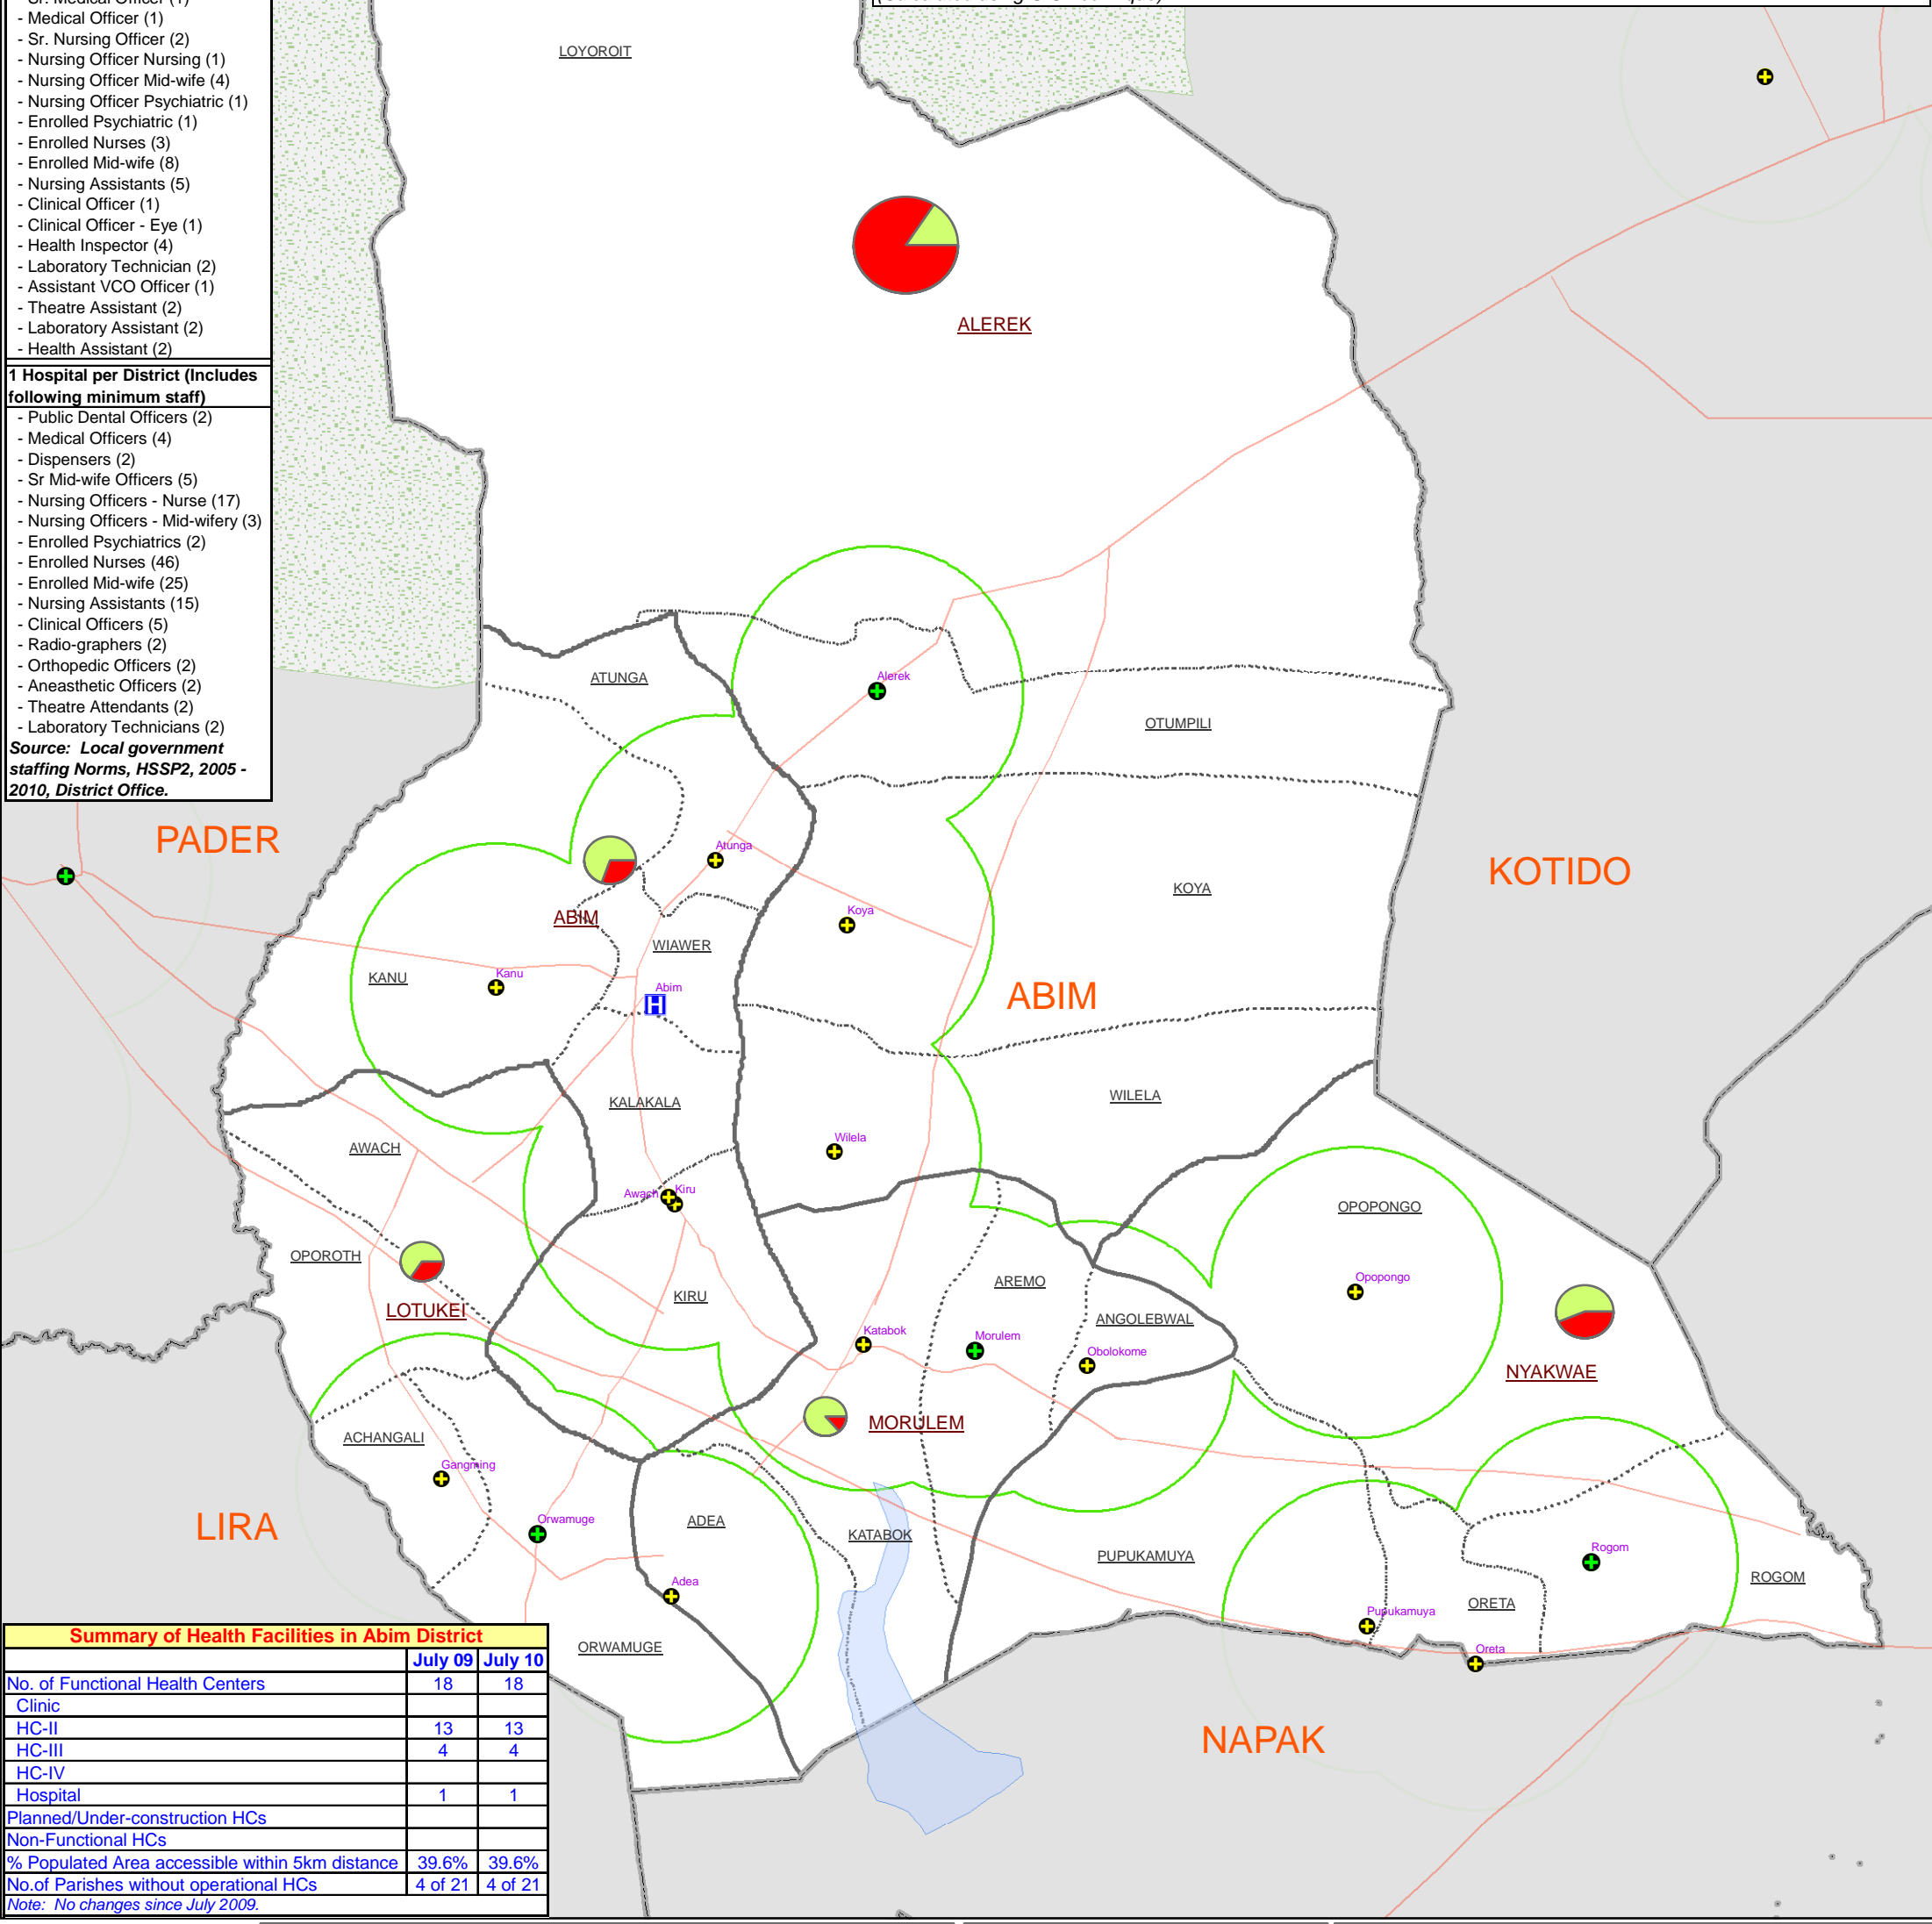 - Medical Officer (1)
- Sr. Nursing Officer (2)
- Nursing Officer Nursing (1)
- Nursing Officer Mid-wife (4)
- Nursing Officer Psychiatric (1)
- Enrolled Psychiatric (1)
- Enrolled Nurses (3)
- Enrolled Mid-wife (8)
- Nursing Assistants (5)
- Clinical Officer (1)
- Clinical Officer - Eye (1)
- Health Inspector (4)
- Laboratory Technician (2)
- Assistant VCO Officer (1)
- Theatre Assistant (2)
- Laboratory Assistant (2)
- Health Assistant (2)
1 Hospital per District (Includes
following minimum staff)
- Public Dental Officers (2)
- Medical Officers (4)
- Dispensers (2)
- Sr Mid-wife Officers (5)
- Nursing Officers - Nurse (17)
- Nursing Officers - Mid-wifery (3)
- Enrolled Psychiatrics (2)
- Enrolled Nurses (46)
- Enrolled Mid-wife (25)
- Nursing Assistants (15)
- Clinical Officers (5)
- Radio-graphers (2)
- Orthopedic Officers (2)
- Aneasthetic Officers (2)
- Theatre Attendants (2)
- Laboratory Technicians (2)
Source: Local government
staffing Norms, HSSP2, 2005 -
2010, District Office.
LOYOROIT
ALEREK
ATUNGA
Alerek
OTUMPILI
PADER
Atunga
KOTIDO
KOYA
ABIM
Koya
WIAWER
KANU
Kanu
Abim
H
ABIM
KALAKALA
WILELA
AWACH
Wilela
Awach
Kiru
OPOPONGO
OPOROTH
AREMO
Opopongo
LOTUKEI
KIRU
ANGOLEBWAL
Katabok
Morulem
Obolokome
NYAKWAE
MORULEM
ACHANGALI
Gangming
LIRA
Orwamuge
ADEA
KATABOK
PUPUKAMUYA
Rogom
ROGOM
Adea
ORETA
Pupukamuya
ORWAMUGE
Oreta
NAPAK
Summary of Health Facilities in Abim District
July 09 July 10
No. of Functional Health Centers 18 18
Clinic
HC-II 13 13
HC-III 4 4
HC-IV
Hospital 1 1
Planned/Under-construction HCs
Non-Functional HCs
% Populated Area accessible within 5km distance 39.6% 39.6%
No.of Parishes without operational HCs 4 of 21 4 of 21
Note: No changes since July 2009.